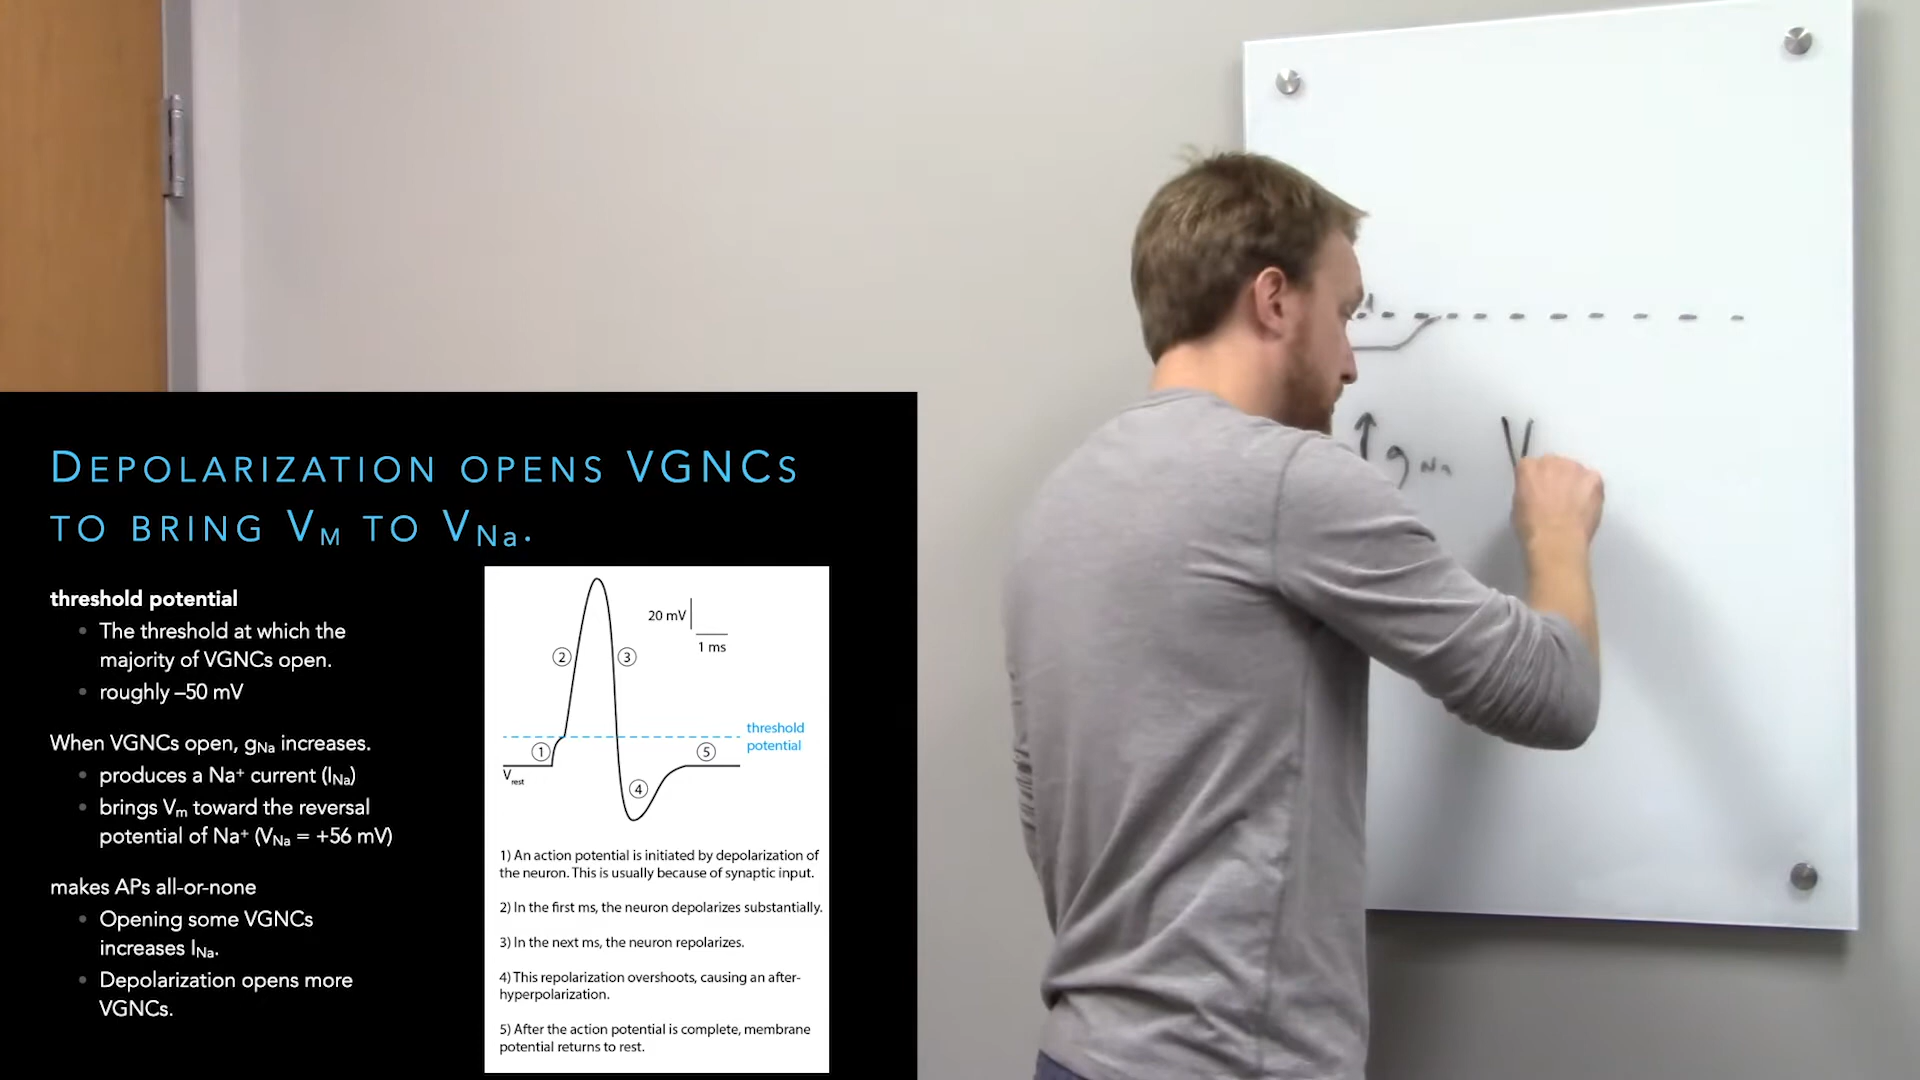 DEPOLARIZATION OPENS VGNCS
TO BRING VM TO VNa.
threshold potential
• The threshold at which the
majority of VGNCs open.
• roughly –50 mV
When VGNCs open, gNa increases.
• produces a Na+ current (INa)
• brings Vm toward the reversal
potential of Na+ (VNa = +56 mV)
makes APs all-or-none
• Opening some VGNCs
increases INa.
• Depolarization opens more
VGNCs.
20 mV
1 ms
2
3
threshold
potential
1
5
Vrest
4
1) An action potential is initiated by depolarization of
the neuron. This is usually because of synaptic input.
2) In the first ms, the neuron depolarizes substantially.
3) In the next ms, the neuron repolarizes.
4) This repolarization overshoots, causing an after-
hyperpolarization.
5) After the action potential is complete, membrane
potential returns to rest.
↑ gNa V